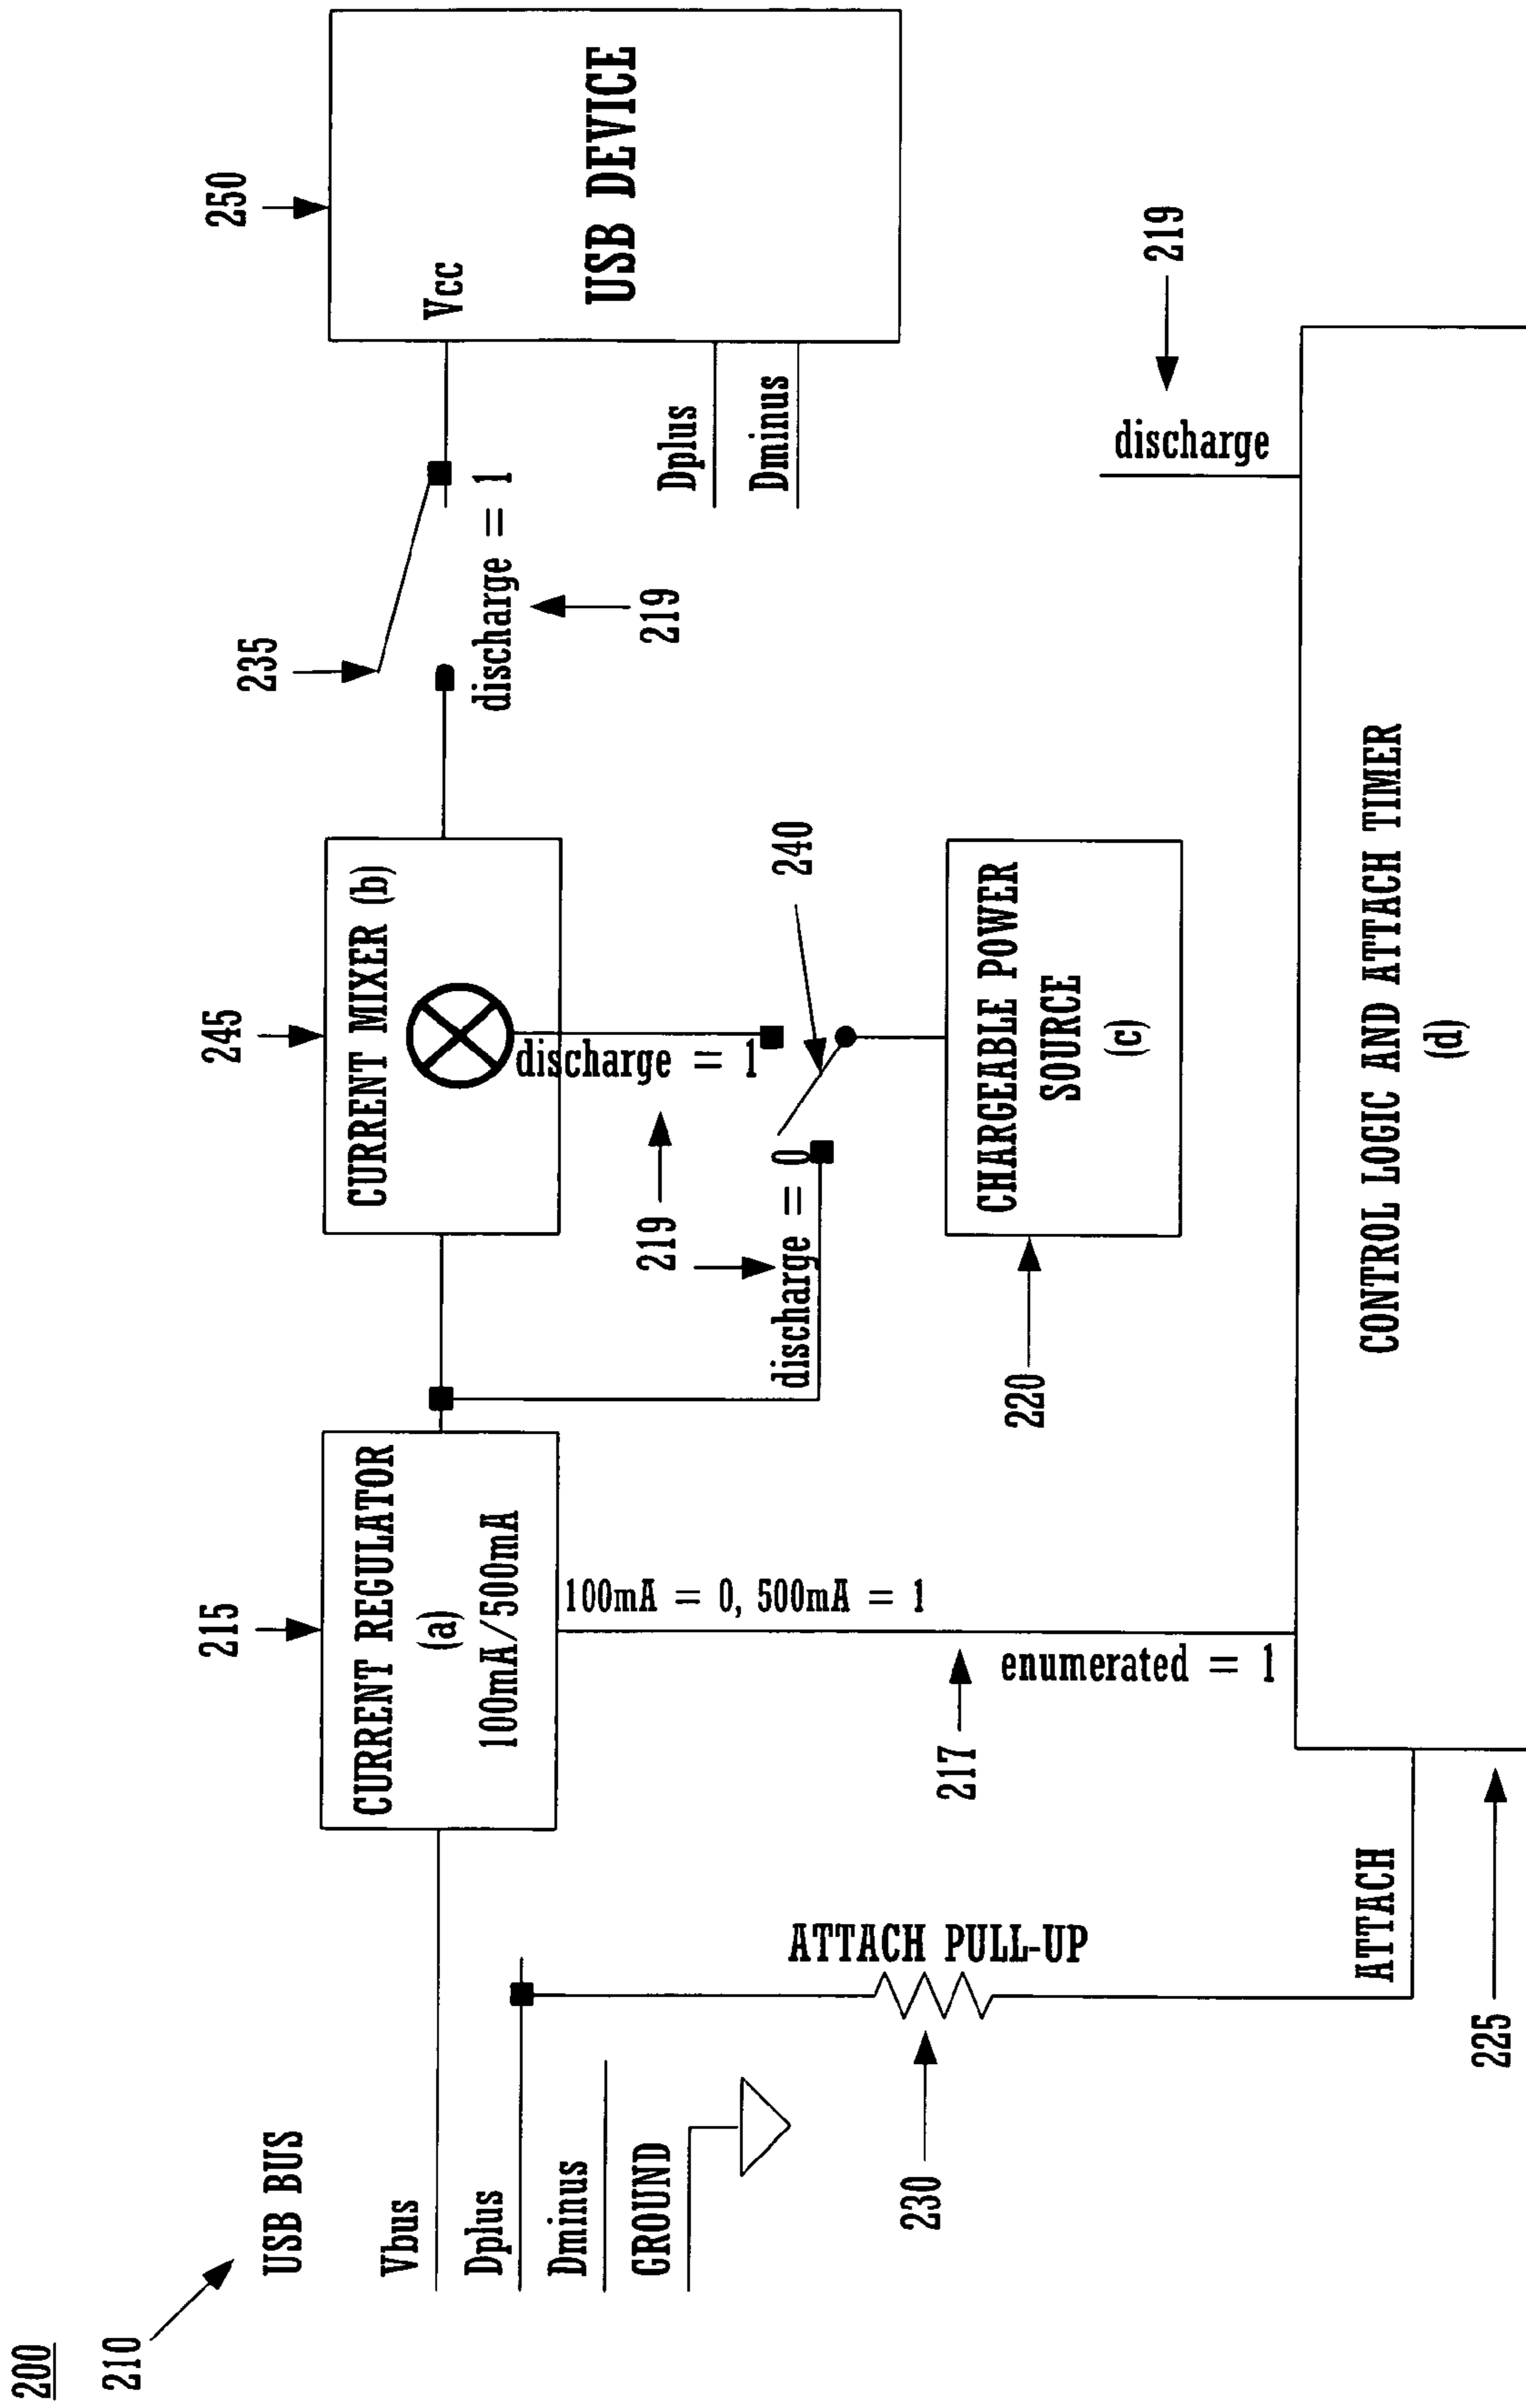 200
210
USB BUS
Vbus
Dplus
Dminus
GROUND
230
ATTACH PULL-UP
ATTACH
225
215
CURRENT REGULATOR
(a)
100mA/500mA
100mA = 0, 500mA = 1
217
enumerated = 1
245
CURRENT MIXER (b)
discharge = 1
219
discharge = 0
240
220
CHARGEABLE POWER
SOURCE
(c)
235
discharge = 1
219
250
Vcc
USB DEVICE
Dplus
Dminus
219
discharge
CONTROL LOGIC AND ATTACH TIMER
(d)